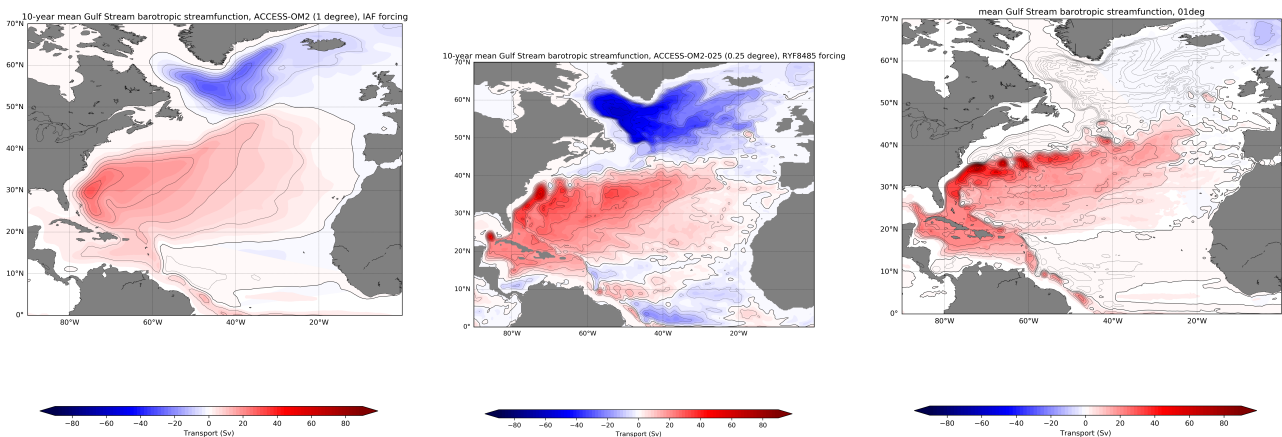 10-year mean Gulf Stream barotropic streamfunction, ACCESS-OM2 (1 degree), IAF forcing
70°N
60°N
50°N
40°N
30°N
20°N
10°N
0°
80°W
60°W
40°W
20°W
−80
−60
−40
−20
0
20
40
60
80
Transport (Sv)
10-year mean Gulf Stream barotropic streamfunction, ACCESS-OM2-025 (0.25 degree), RYF8485 forcing
70°N
60°N
50°N
40°N
30°N
20°N
10°N
0°
80°W
60°W
40°W
20°W
−80
−60
−40
−20
0
20
40
60
80
Transport (Sv)
mean Gulf Stream barotropic streamfunction, 01deg
70°N
60°N
50°N
40°N
30°N
20°N
10°N
0°
80°W
60°W
40°W
20°W
−80
−60
−40
−20
0
20
40
60
80
Transport (Sv)